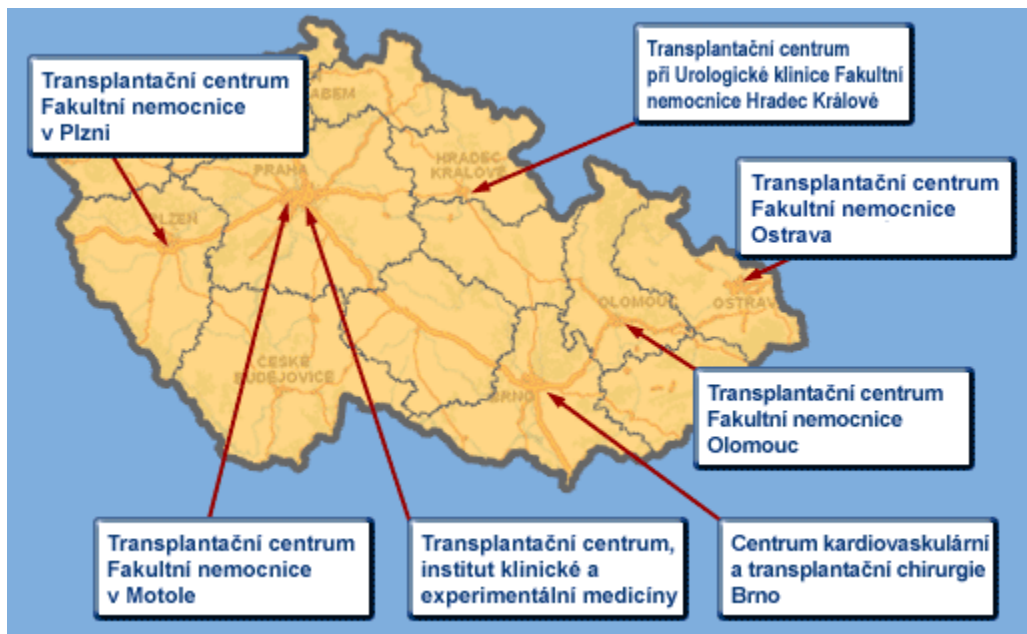 Transplantační centrum
Fakultní nemocnice
v Plzni
Transplantační centrum
při Urologické klinice Fakultní
nemocnice Hradec Králové
Transplantační centrum
Fakultní nemocnice
Ostrava
Transplantační centrum
Fakultní nemocnice
Olomouc
Transplantační centrum
Fakultní nemocnice
v Motole
Transplantační centrum,
institut klinické a
experimentální medicíny
Centrum kardiovaskulární
a transplantační chirurgie
Brno
ABEM
PRAHA
HRADEC
KRÁLOVÉ
PLZEŇ
OLOMOUC
OSTRAV
ČESKÉ
BUDĚJOVICE
BRNO